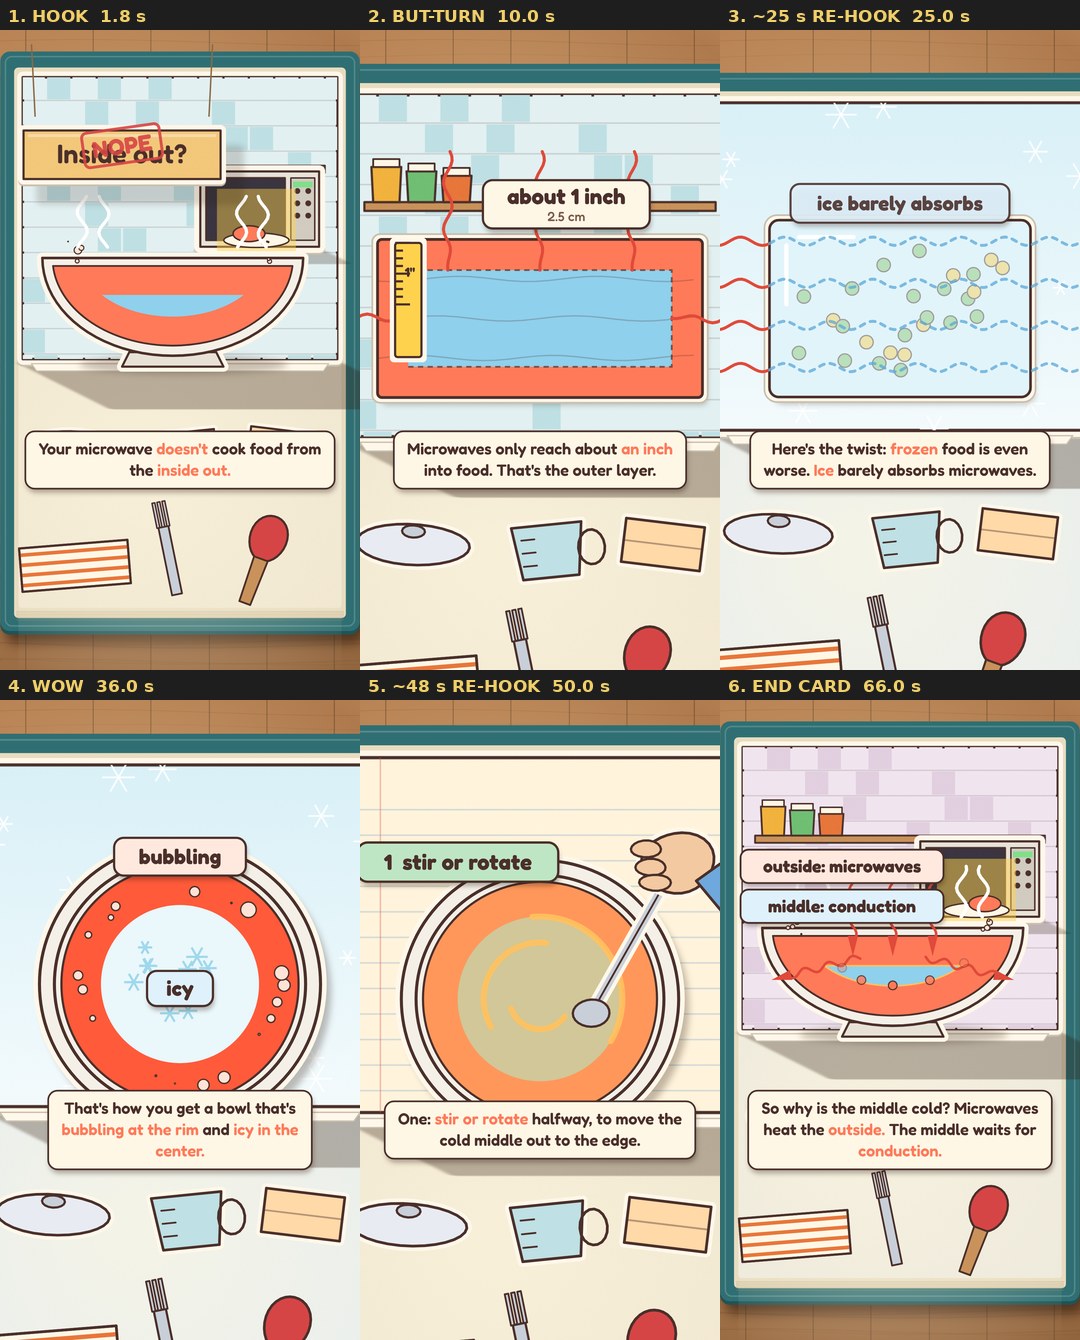 1. HOOK 1.8 s
Inside out?
NOPE
Your microwave doesn't cook food from
the inside out.
2. BUT-TURN 10.0 s
about 1 inch
2.5 cm
1"
Microwaves only reach about an inch
into food. That's the outer layer.
3. ~25 s RE-HOOK 25.0 s
ice barely absorbs
Here's the twist: frozen food is even
worse. Ice barely absorbs microwaves.
4. WOW 36.0 s
bubbling
icy
That's how you get a bowl that's
bubbling at the rim and icy in the
center.
5. ~48 s RE-HOOK 50.0 s
1 stir or rotate
One: stir or rotate halfway, to move the
cold middle out to the edge.
6. END CARD 66.0 s
outside: microwaves
middle: conduction
So why is the middle cold? Microwaves
heat the outside. The middle waits for
conduction.